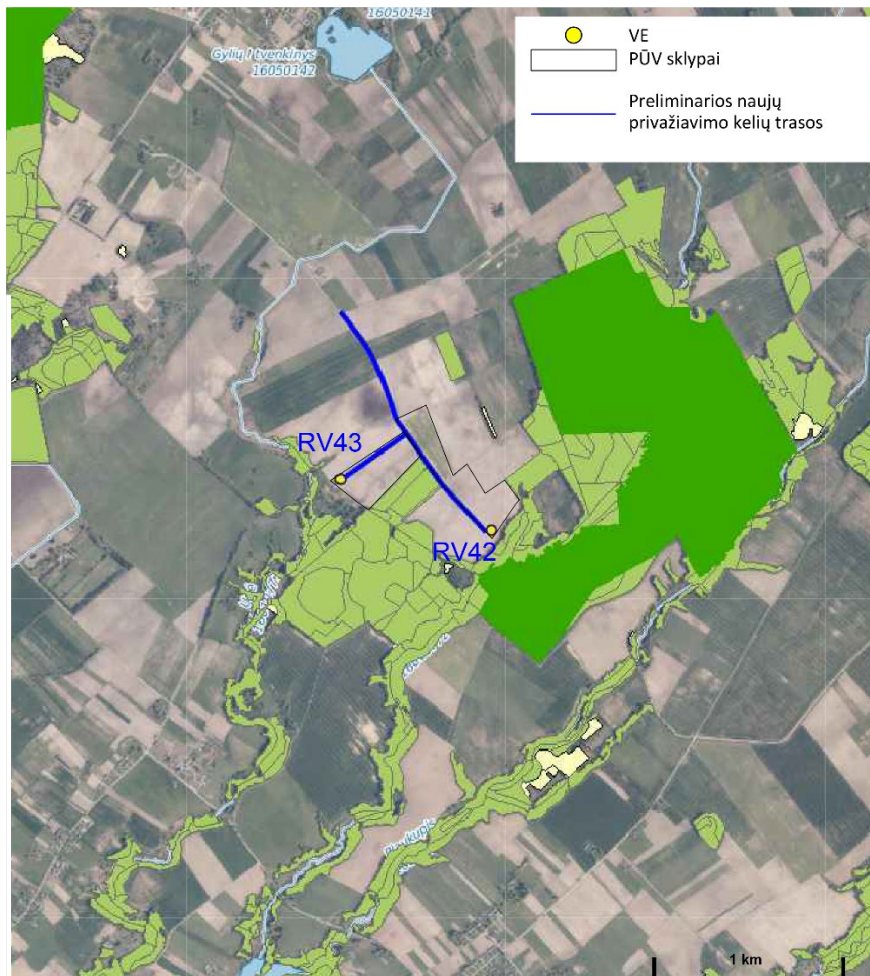 16050141
Gylių I tvenkinys
16050142
VE
PŪV sklypai
Preliminarios naujų
privažiavimo kelių trasos
RV43
RV42
1 km